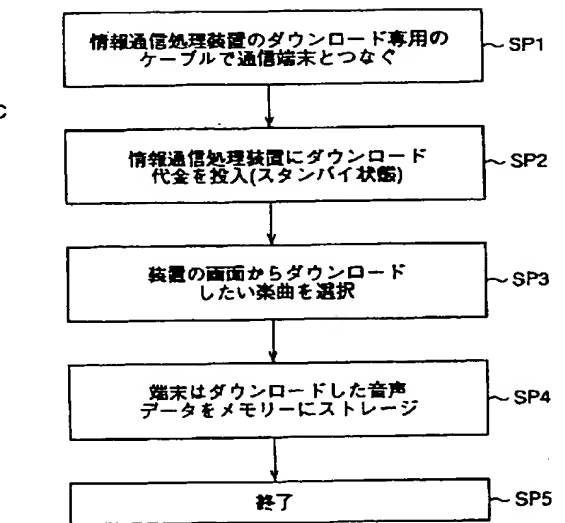 情報通信処理装置のダウンロード専用の
ケーブルで通信端末とつなぐ
SP1
C
情報通信処理装置にダウンロード
代金を投入(スタンバイ状態)
SP2
装置の画面からダウンロード
したい楽曲を選択
SP3
端末はダウンロードした音声
データをメモリーにストレージ
SP4
終了
SP5